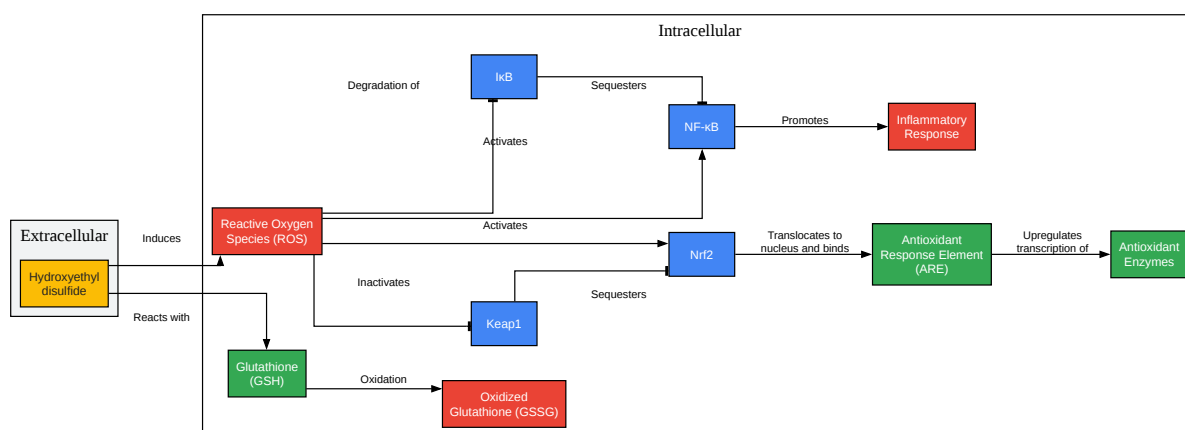 Intracellular
IκB
Degradation of
Sequesters
NF-κB
Promotes
Inflammatory
Response
Activates
Reactive Oxygen
Species (ROS)
Activates
Extracellular
Induces
Hydroxyethyl
disulfide
Nrf2
Translocates to
nucleus and binds
Antioxidant
Response Element
(ARE)
Upregulates
transcription of
Antioxidant
Enzymes
Inactivates
Sequesters
Reacts with
Keap1
Glutathione
(GSH)
Oxidation
Oxidized
Glutathione (GSSG)